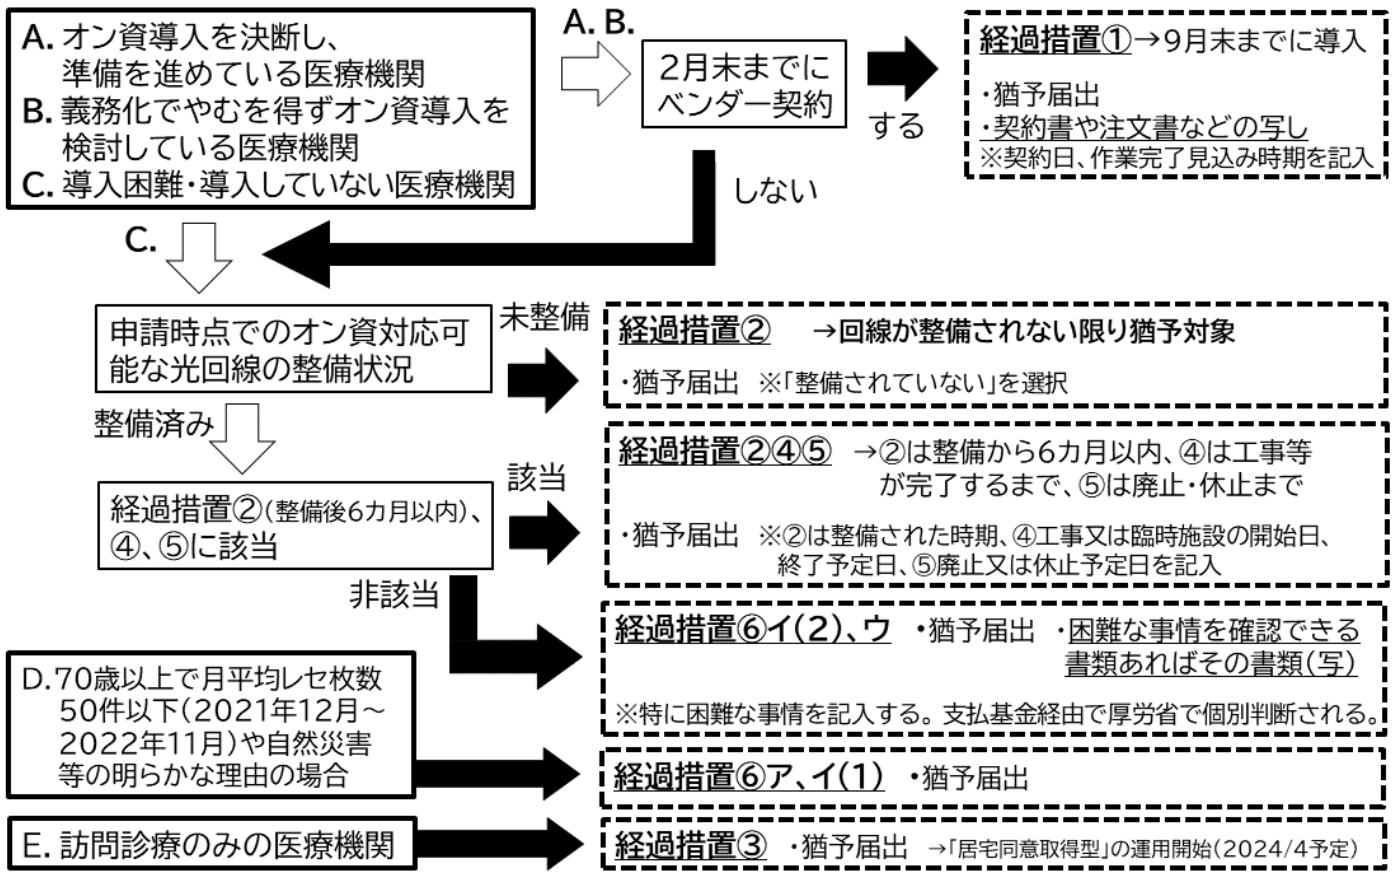 A. オン資導入を決断し、
準備を進めている医療機関
B. 義務化でやむを得ずオン資導入を
検討している医療機関
C. 導入困難・導入していない医療機関
A. B.
2月末までに
ベンダー契約
する
しない
経過措置①→9月末までに導入
・猶予届出
・契約書や注文書などの写し
※契約日、作業完了見込み時期を記入
C.
申請時点でのオン資対応可
能な光回線の整備状況
未整備
経過措置② →回線が整備されない限り猶予対象
・猶予届出 ※「整備されていない」を選択
整備済み
経過措置②(整備後6カ月以内)、
④、⑤に該当
該当
経過措置②④⑤ →②は整備から6カ月以内、④は工事等
が完了するまで、⑤は廃止・休止まで
・猶予届出 ※②は整備された時期、④工事又は臨時施設の開始日、
終了予定日、⑤廃止又は休止予定日を記入
非該当
経過措置⑥イ(2)、ウ ・猶予届出 ・困難な事情を確認できる
書類あればその書類(写)
※特に困難な事情を記入する。支払基金経由で厚労省で個別判断される。
D.70歳以上で月平均レセ枚数
50件以下(2021年12月～
2022年11月)や自然災害
等の明らかな理由の場合
経過措置⑥ア、イ(1) ・猶予届出
E. 訪問診療のみの医療機関
経過措置③ ・猶予届出 →「居宅同意取得型」の運用開始(2024/4予定)